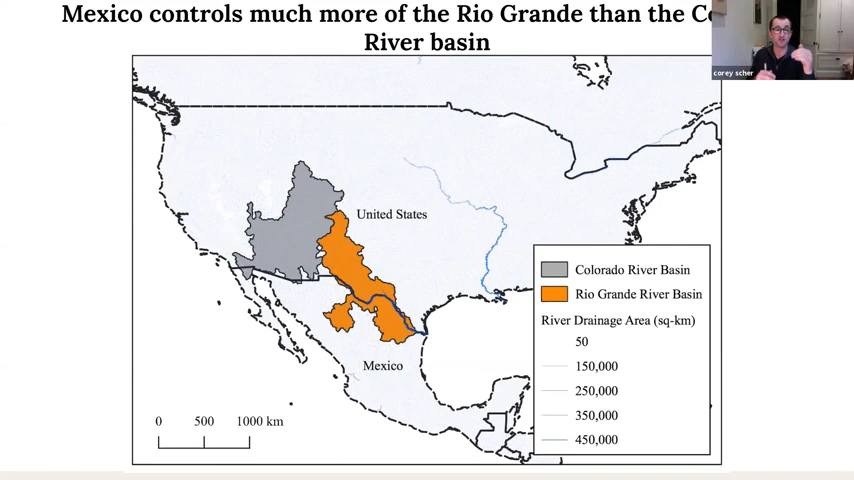 Mexico controls much more of the Rio Grande than the
River basin
corey scher
United States
Mexico
Colorado River Basin
Rio Grande River Basin
River Drainage Area (sq-km)
50
150,000
250,000
350,000
450,000
0 500 1000 km